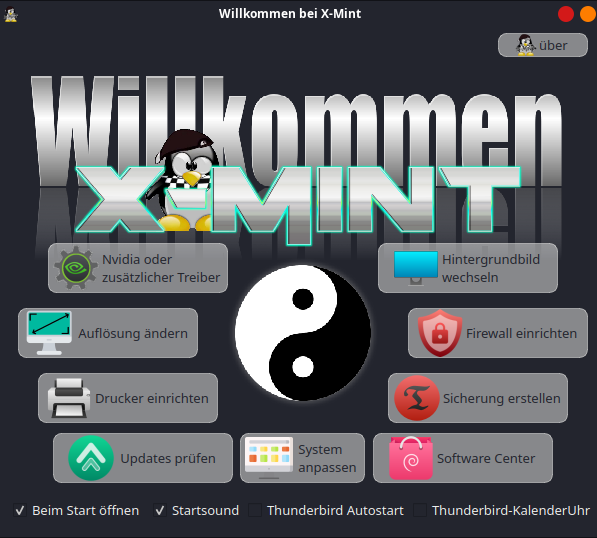 Willkommen bei X-Mint
über
Willkommen
X-MINT
Nvidia oder
zusätzlicher Treiber
Hintergrundbild
wechseln
Auflösung ändern
Firewall einrichten
Drucker einrichten
Sicherung erstellen
Updates prüfen
System
anpassen
Software Center
Beim Start öffnen
Startsound
Thunderbird Autostart
Thunderbird-KalenderUhr